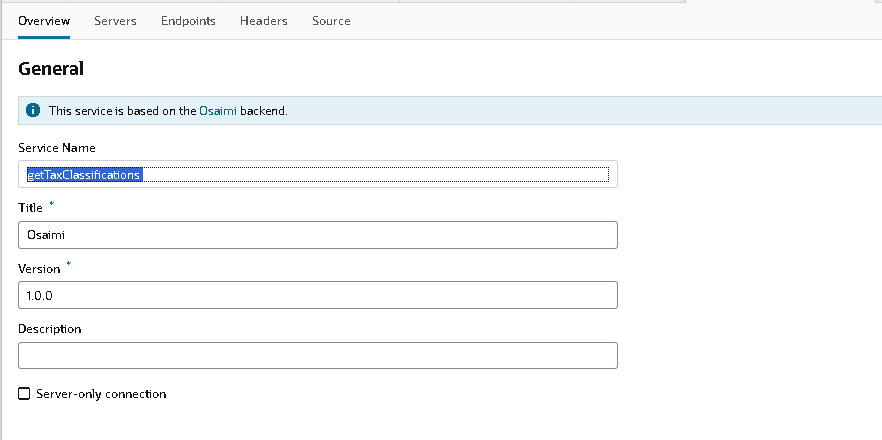 Overview Servers Endpoints Headers Source
General
This service is based on the Osaimi backend.
Service Name
getTaxClassifications
Title *
Osaimi
Version *
1.0.0
Description
Server-only connection